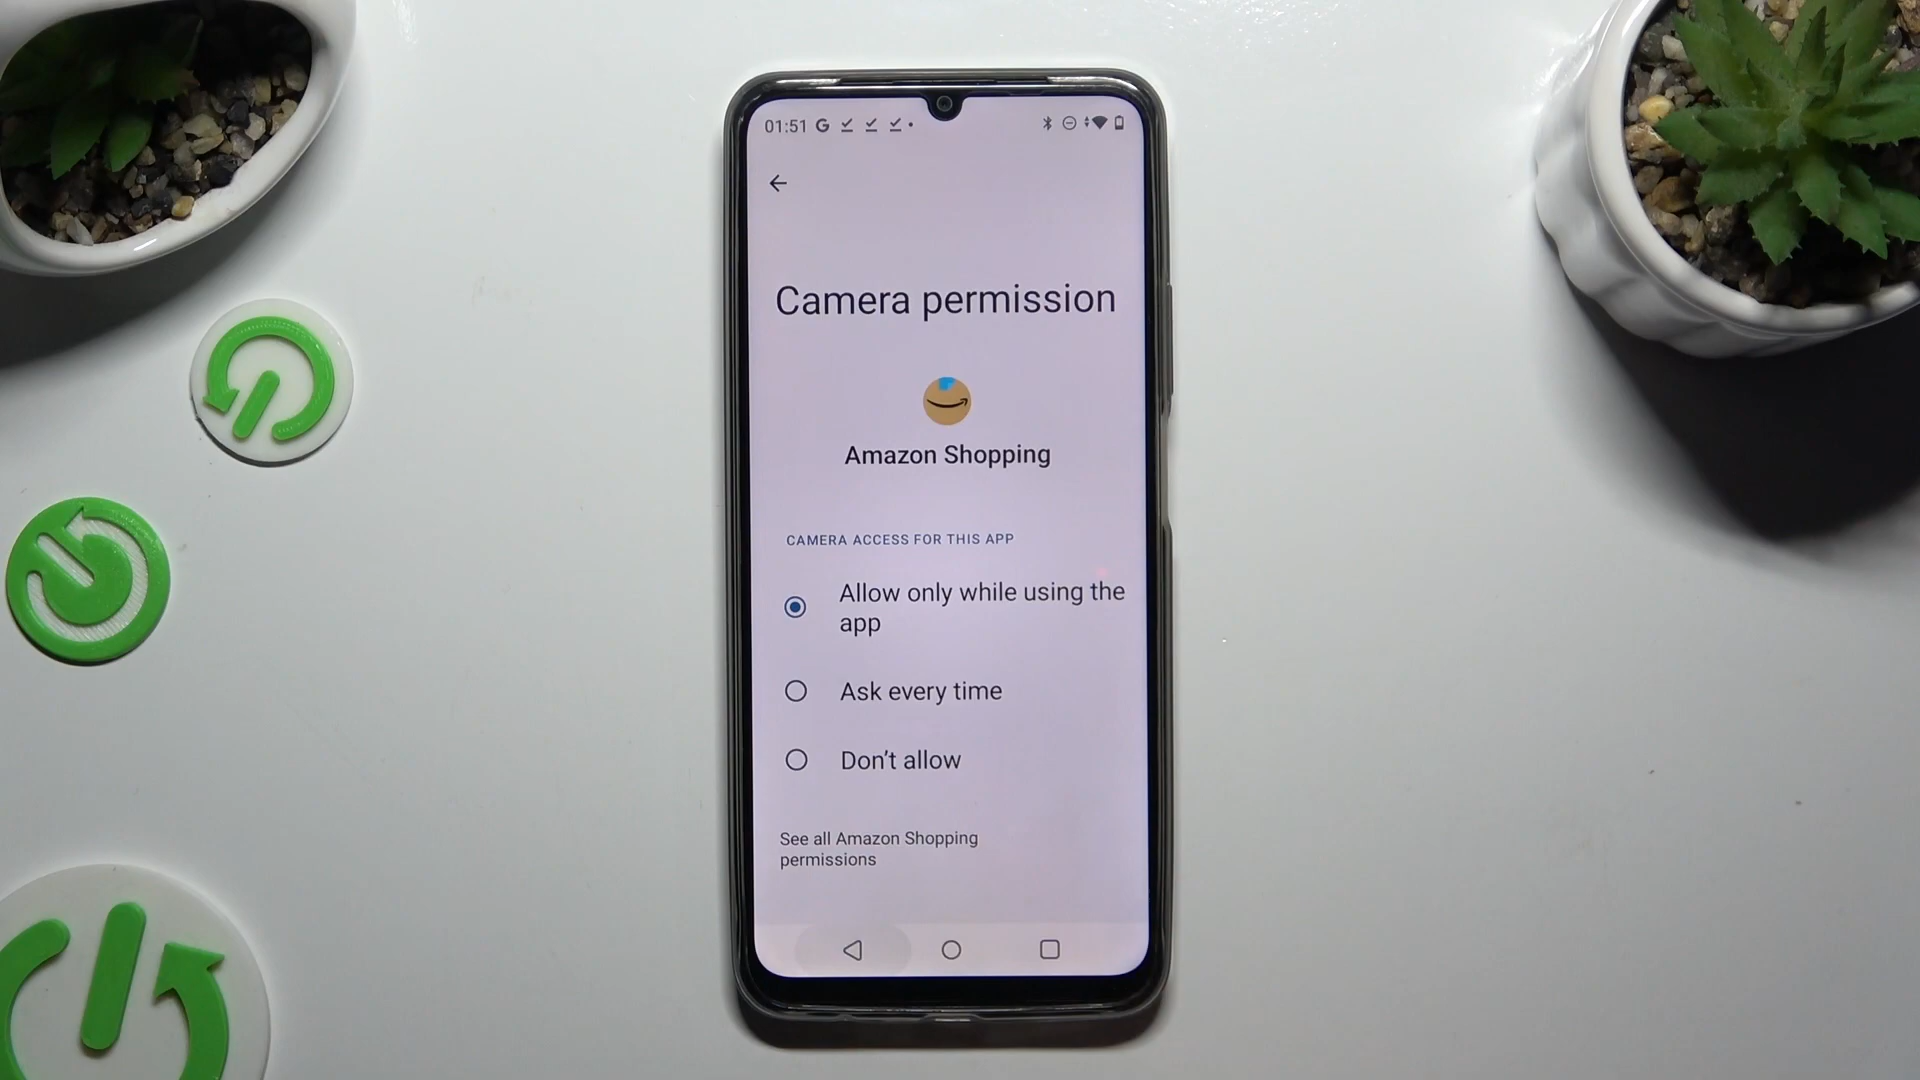 01:51
Camera permission
Amazon Shopping
CAMERA ACCESS FOR THIS APP
Allow only while using the
app
Ask every time
Don't allow
See all Amazon Shopping
permissions